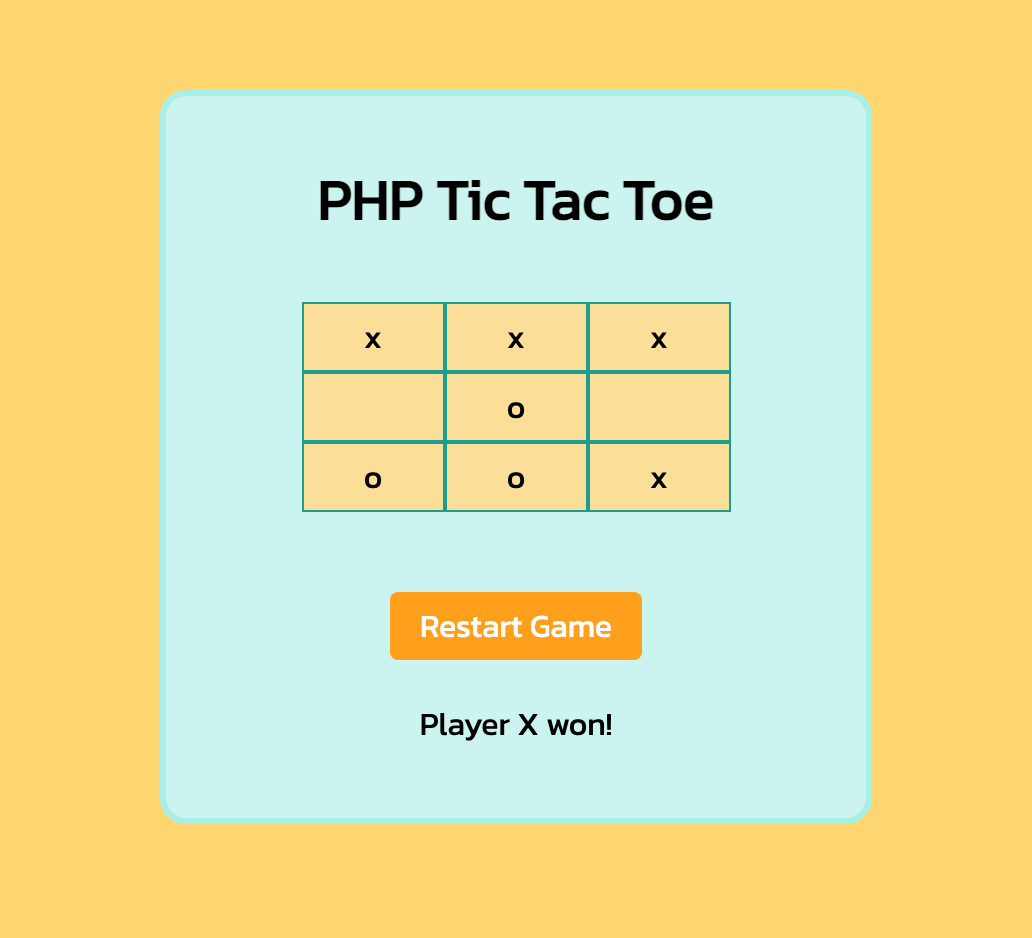 PHP Tic Tac Toe
x x x
o
o o x
Restart Game
Player X won!